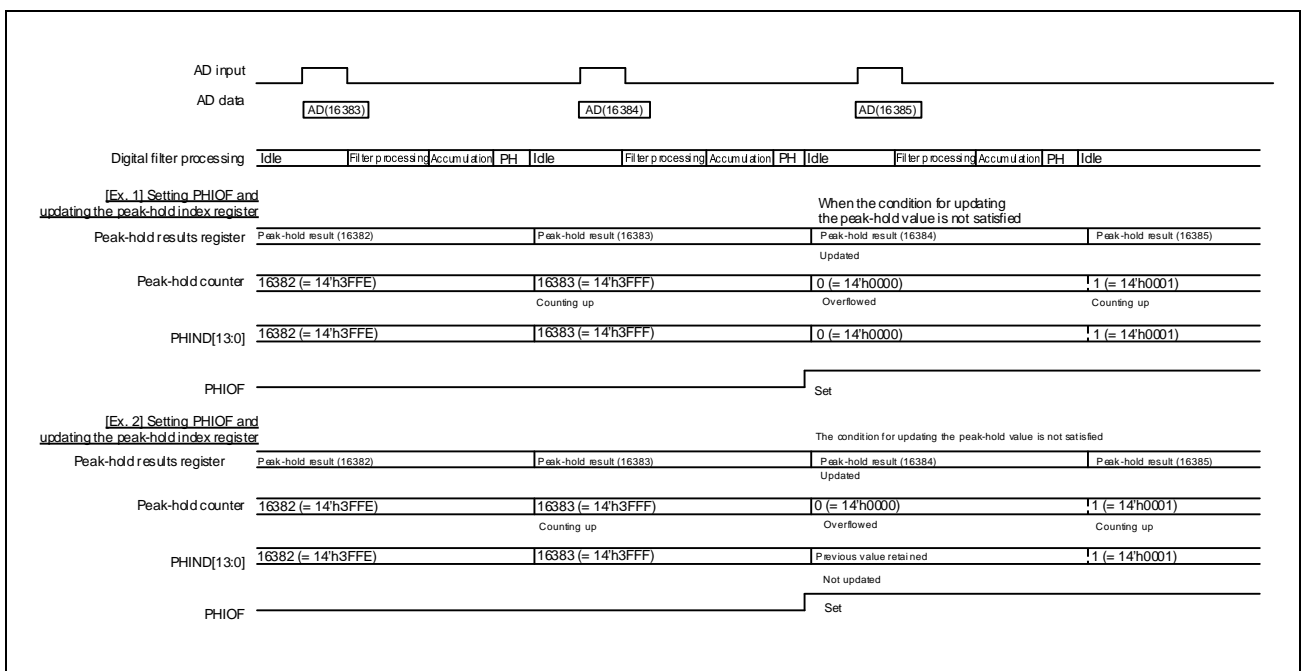 AD input
AD data
AD(16383) AD(16384) AD(16385)
Digital filter processing Idle Filter processing Accumulation PH Idle Filter processing Accumulation PH Idle Filter processing Accumulation PH Idle
[Ex. 1] Setting PHIOF and
updating the peak-hold index register
When the condition for updating
the peak-hold value is not satisfied
Peak-hold results register Peak-hold result (16382) Peak-hold result (16383) Peak-hold result (16384) Peak-hold result (16385)
Updated
Peak-hold counter 16382 (= 14'h3FFE) 16383 (= 14'h3FFF) 0 (= 14'h0000) 1 (= 14'h0001)
Counting up Overflowed Counting up
PHIND[13:0] 16382 (= 14'h3FFE) 16383 (= 14'h3FFF) 0 (= 14'h0000) 1 (= 14'h0001)
PHIOF Set
[Ex. 2] Setting PHIOF and
updating the peak-hold index register
The condition for updating the peak-hold value is not satisfied
Peak-hold results register Peak-hold result (16382) Peak-hold result (16383) Peak-hold result (16384) Peak-hold result (16385)
Updated
Peak-hold counter 16382 (= 14'h3FFE) 16383 (= 14'h3FFF) 0 (= 14'h0000) 1 (= 14'h0001)
Counting up Overflowed Counting up
PHIND[13:0] 16382 (= 14'h3FFE) 16383 (= 14'h3FFF) Previous value retained 1 (= 14'h0001)
Not updated
PHIOF Set